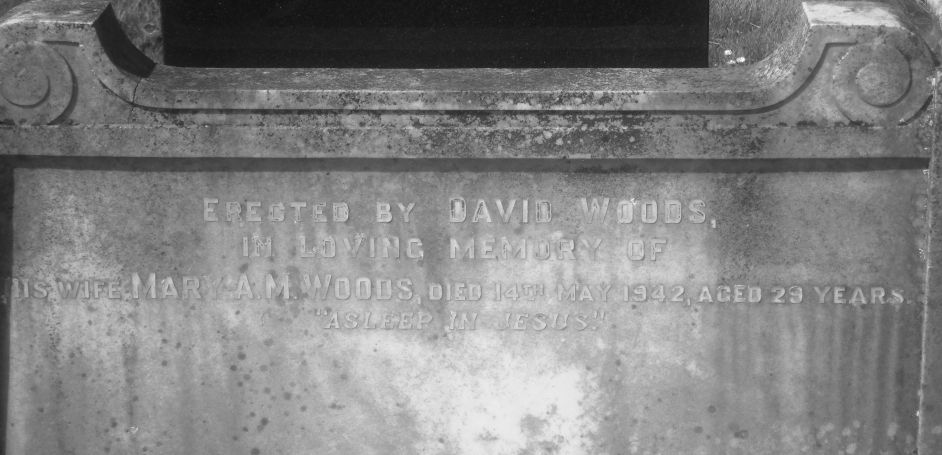 ERECTED BY DAVID WOODS,
IN LOVING MEMORY OF
HIS WIFE, MARY A.M. WOODS, DIED 14TH MAY 1942, AGED 29 YEARS.
"ASLEEP IN JESUS."